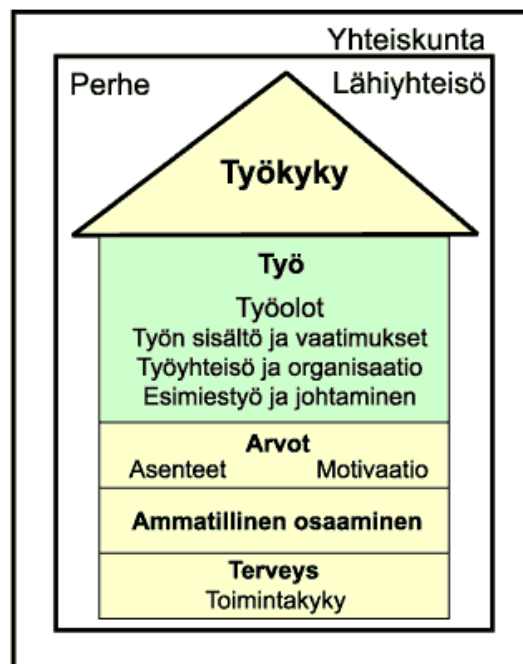 Yhteiskunta
Perhe Lähiyhteisö
Työkyky
Työ
Työolot
Työn sisältö ja vaatimukset
Työyhteisö ja organisaatio
Esimiestyö ja johtaminen
Arvot
Asenteet Motivaatio
Ammatillinen osaaminen
Terveys
Toimintakyky